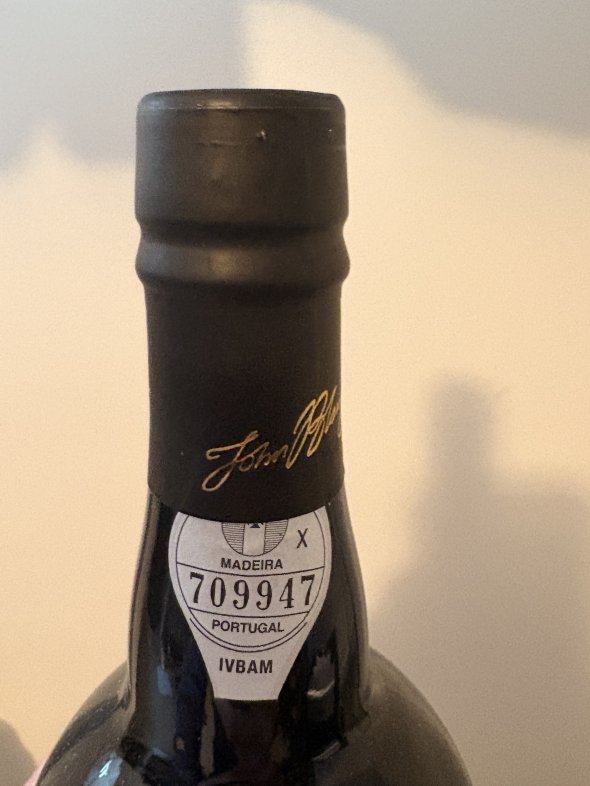 John
X
MADEIRA
709947
PORTUGAL
IVBAM